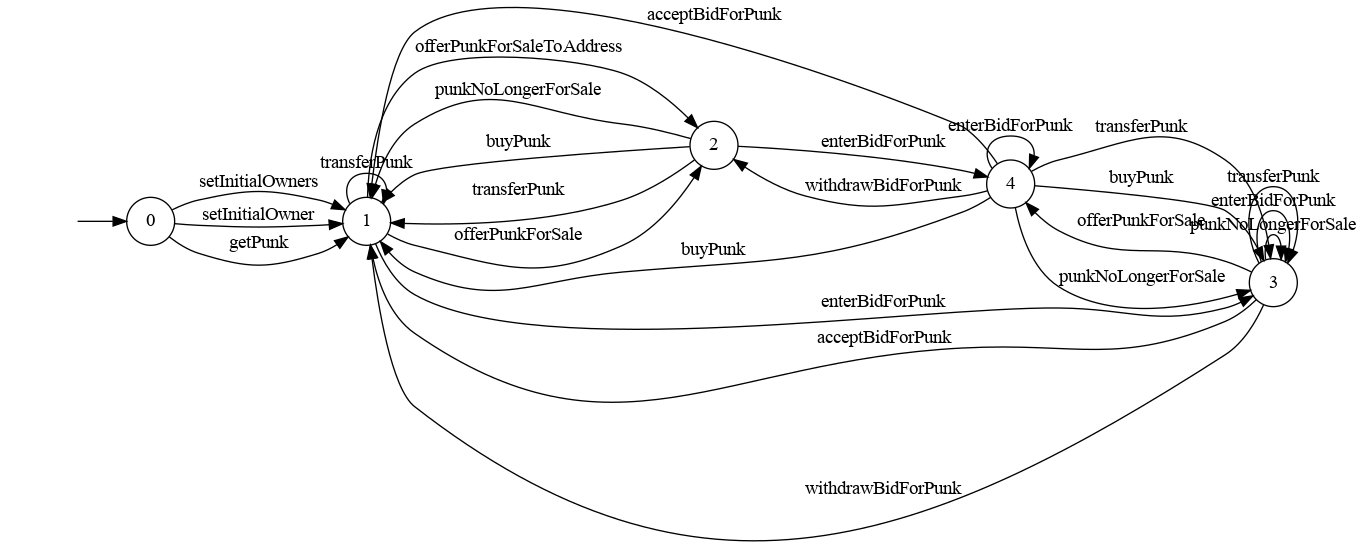 acceptBidForPunk
offerPunkForSaleToAddress
punkNoLongerForSale
buyPunk
transferPunk
setInitialOwners
setInitialOwner
getPunk
0
1
transferPunk
offerPunkForSale
2
enterBidForPunk
withdrawBidForPunk
buyPunk
enterBidForPunk
4
transferPunk
buyPunk
offerPunkForSale
punkNoLongerForSale
transferPunk
enterBidForPunk
punkNoLongerForSale
3
enterBidForPunk
acceptBidForPunk
withdrawBidForPunk